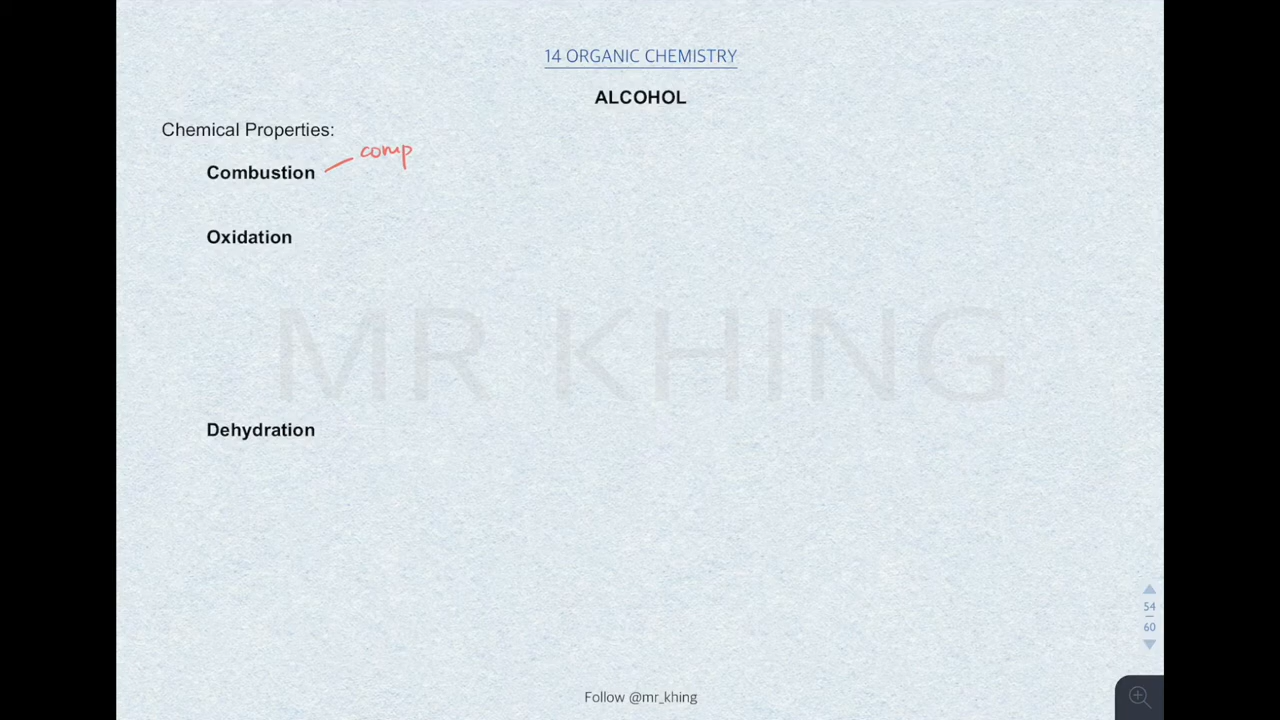 14 ORGANIC CHEMISTRY
ALCOHOL
Chemical Properties:
comp
Combustion
Oxidation
MR KHING
Dehydration
54
60
Follow @mr_khing